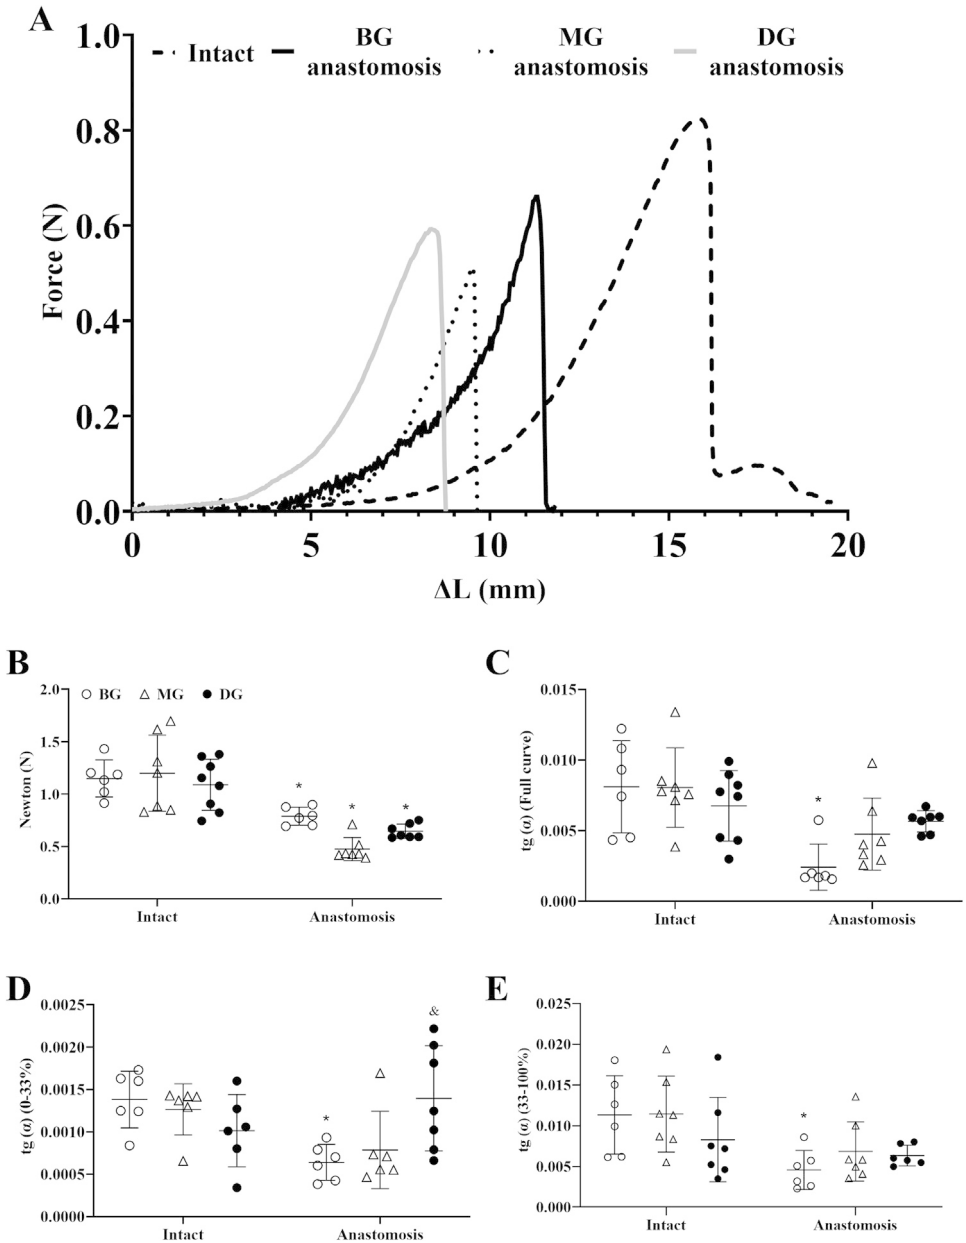 A
Intact
BG
anastomosis
MG
anastomosis
DG
anastomosis
1.0
0.8
0.6
0.4
0.2
0.0
Force (N)
0
5
10
15
20
ΔL (mm)
B
BG
MG
DG
2.0
1.5
1.0
0.5
0.0
Newton (N)
*
*
*
Intact
Anastomosis
C
0.015
0.010
0.005
0.000
tg (α) (Full curve)
*
Intact
Anastomosis
D
0.0025
0.0020
0.0015
0.0010
0.0005
0.0000
tg (α) (0-33%)
*
&
Intact
Anastomosis
E
0.025
0.020
0.015
0.010
0.005
0.000
tg (α) (33-100%)
*
Intact
Anastomosis